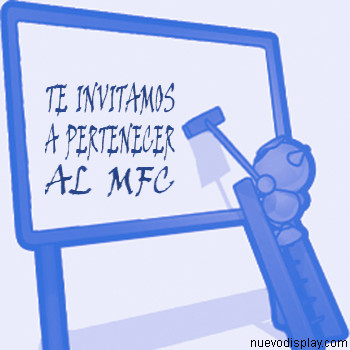 TE INVITAMOS
A PERTENECER
AL MFC
nuevodisplay.com